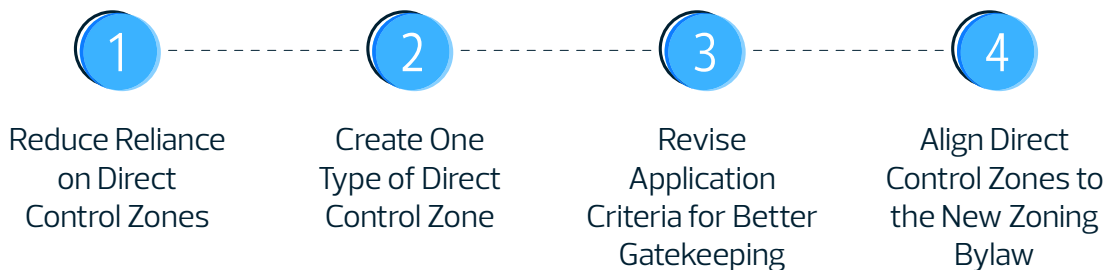 1
Reduce Reliance
on Direct
Control Zones
2
Create One
Type of Direct
Control Zone
3
Revise
Application
Criteria for Better
Gatekeeping
4
Align Direct
Control Zones to
the New Zoning
Bylaw